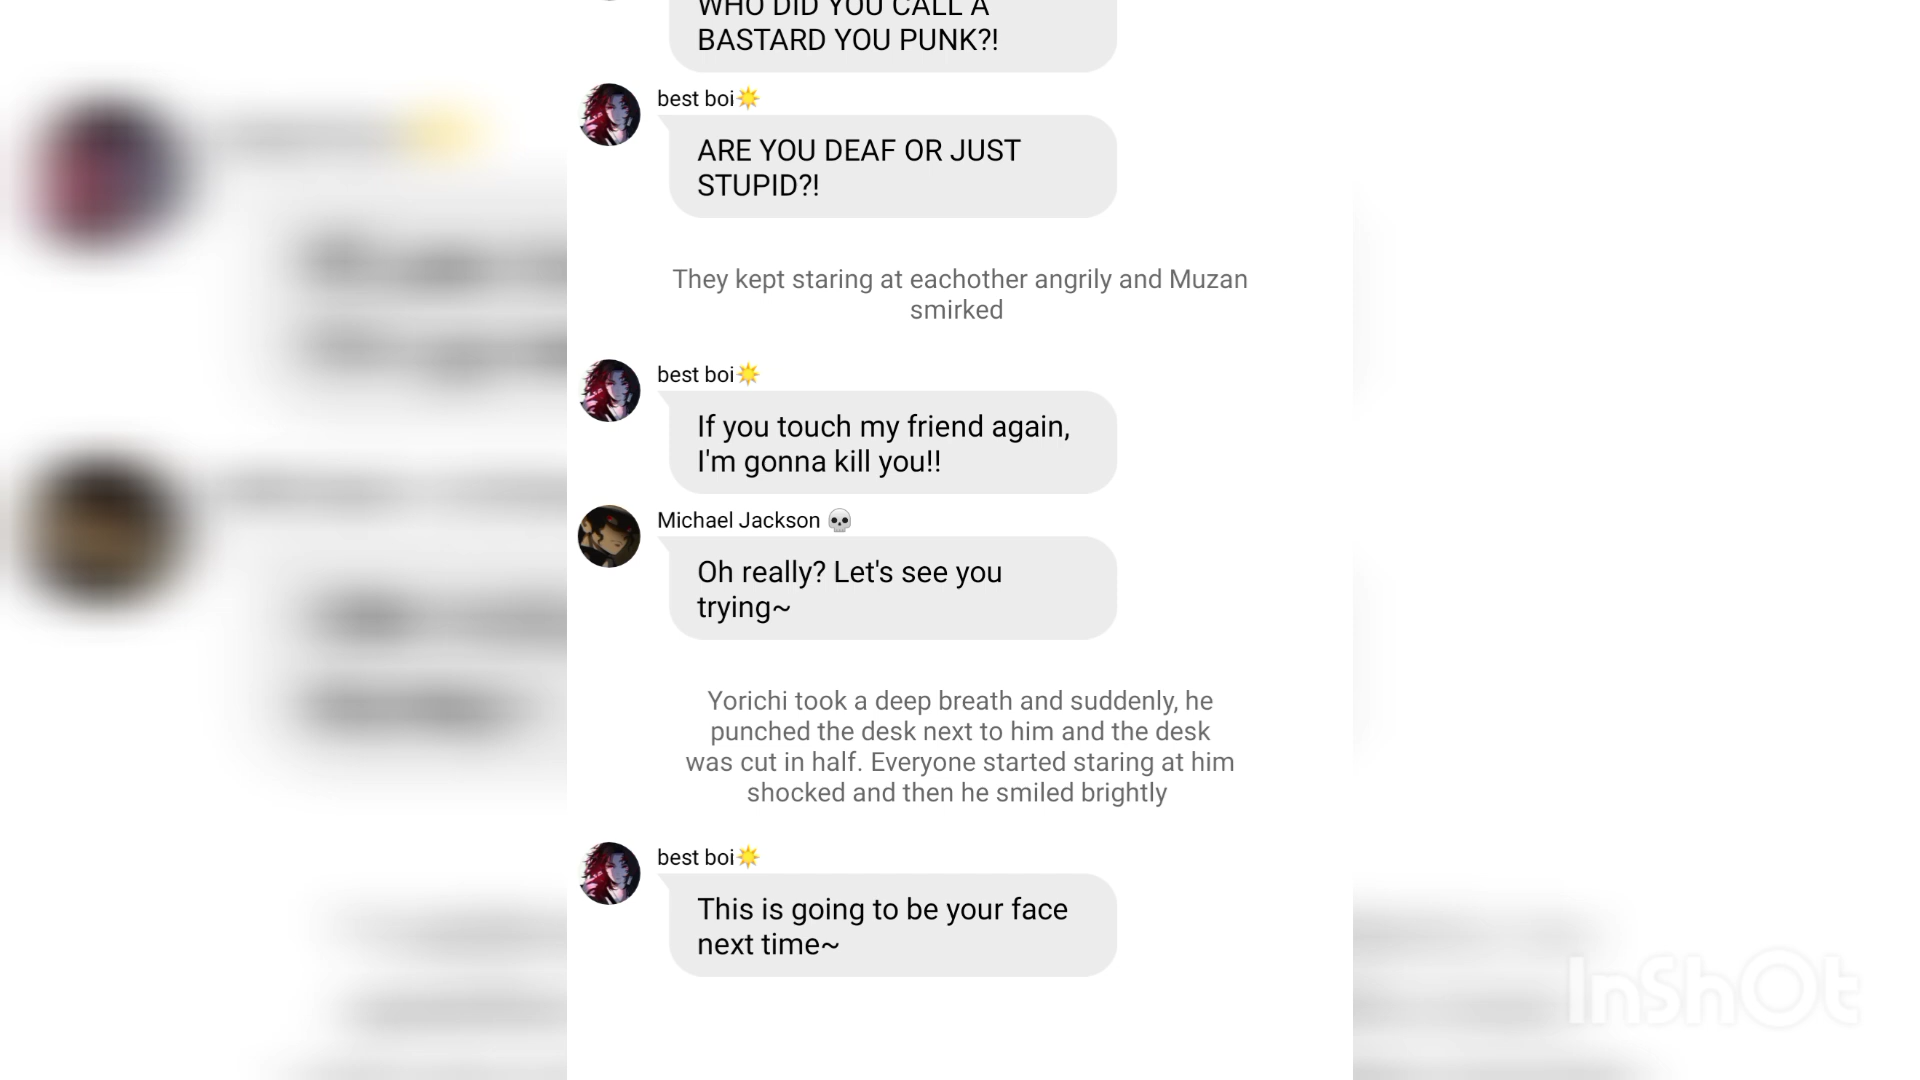 WHO DID YOU CALL A
BASTARD YOU PUNK?!
best boi☀️
ARE YOU DEAF OR JUST
STUPID?!
They kept staring at eachother angrily and Muzan
smirked
best boi☀️
If you touch my friend again,
I'm gonna kill you!!
Michael Jackson 💀
Oh really? Let's see you
trying~
Yorichi took a deep breath and suddenly, he
punched the desk next to him and the desk
was cut in half. Everyone started staring at him
shocked and then he smiled brightly
best boi☀️
This is going to be your face
next time~
InShOt